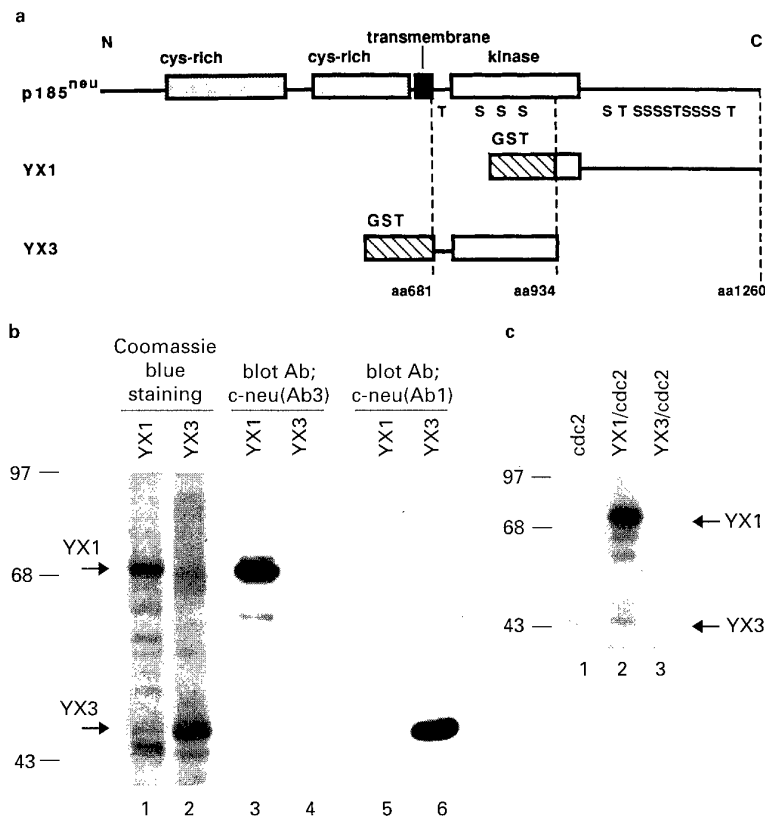 a
transmembrane
N cys-rich cys-rich kinase C
p185neu
T S S S S T SSSSTSSSS T
GST
YX1
GST
YX3
aa681 aa934 aa1260
b
Coomassie
blue
staining
blot Ab;
c-neu(Ab3)
blot Ab;
c-neu(Ab1)
YX1 YX3 YX1 YX3 YX1 YX3
97
YX1
68
YX3
43
1 2 3 4 5 6
c
cdc2 YX1/cdc2 YX3/cdc2
97
68
YX1
43
YX3
1 2 3